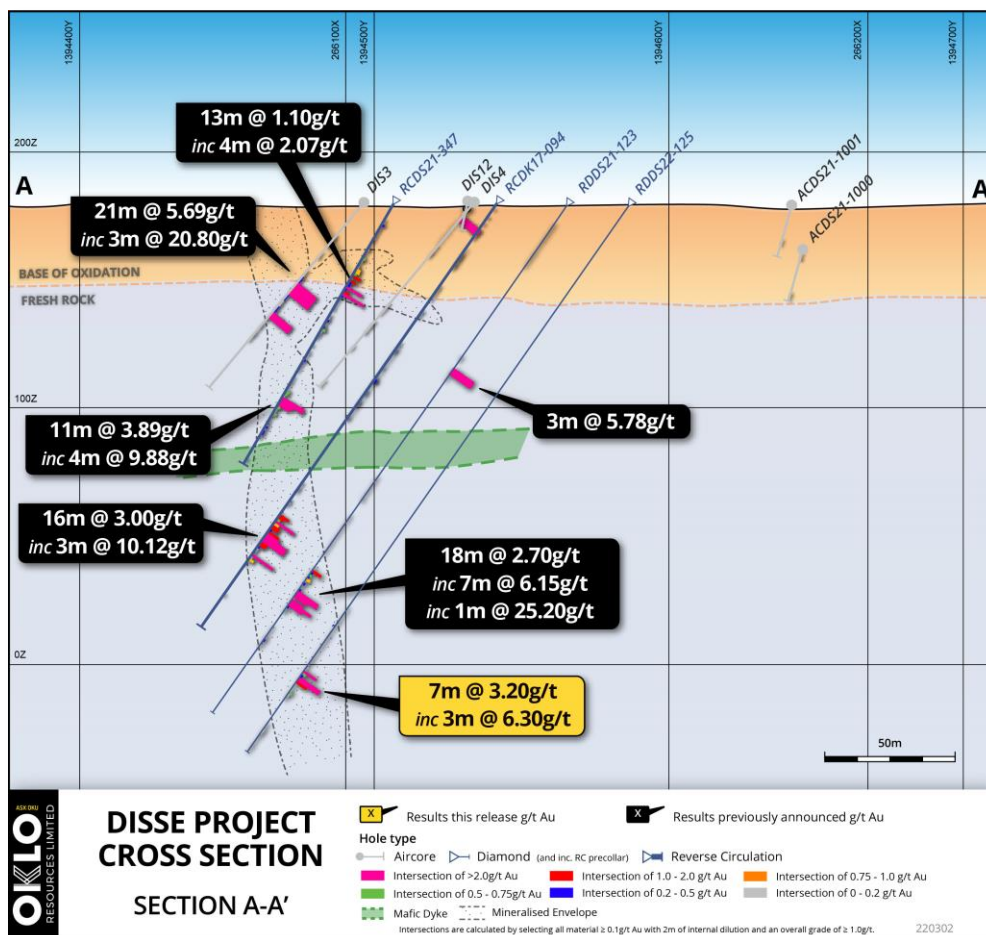 1394400Y
266100X
1394500Y
1394600Y
266200X
1394700Y
200Z
A
A
13m @ 1.10g/t
inc 4m @ 2.07g/t
DIS3
RCDS21-347
DIS12
DIS4
RCDK17-094
RDDS21-123
RDDS22-125
ACDS21-1001
ACDS21-1000
21m @ 5.69g/t
inc 3m @ 20.80g/t
BASE OF OXIDATION
FRESH ROCK
100Z
11m @ 3.89g/t
inc 4m @ 9.88g/t
3m @ 5.78g/t
16m @ 3.00g/t
inc 3m @ 10.12g/t
18m @ 2.70g/t
inc 7m @ 6.15g/t
inc 1m @ 25.20g/t
0Z
7m @ 3.20g/t
inc 3m @ 6.30g/t
50m
ASX OKU
OKLO
RESOURCES LIMITED
DISSE PROJECT
CROSS SECTION
SECTION A-A'
X Results this release g/t Au
X Results previously announced g/t Au
Hole type
Aircore
Diamond (and inc. RC precollar)
Reverse Circulation
Intersection of >2.0g/t Au
Intersection of 1.0 - 2.0 g/t Au
Intersection of 0.75 - 1.0 g/t Au
Intersection of 0.5 - 0.75g/t Au
Intersection of 0.2 - 0.5 g/t Au
Intersection of 0 - 0.2 g/t Au
Mafic Dyke
Mineralised Envelope
Intersections are calculated by selecting all material ≥ 0.1g/t Au with 2m of internal dilution and an overall grade of ≥ 1.0g/t.
220302